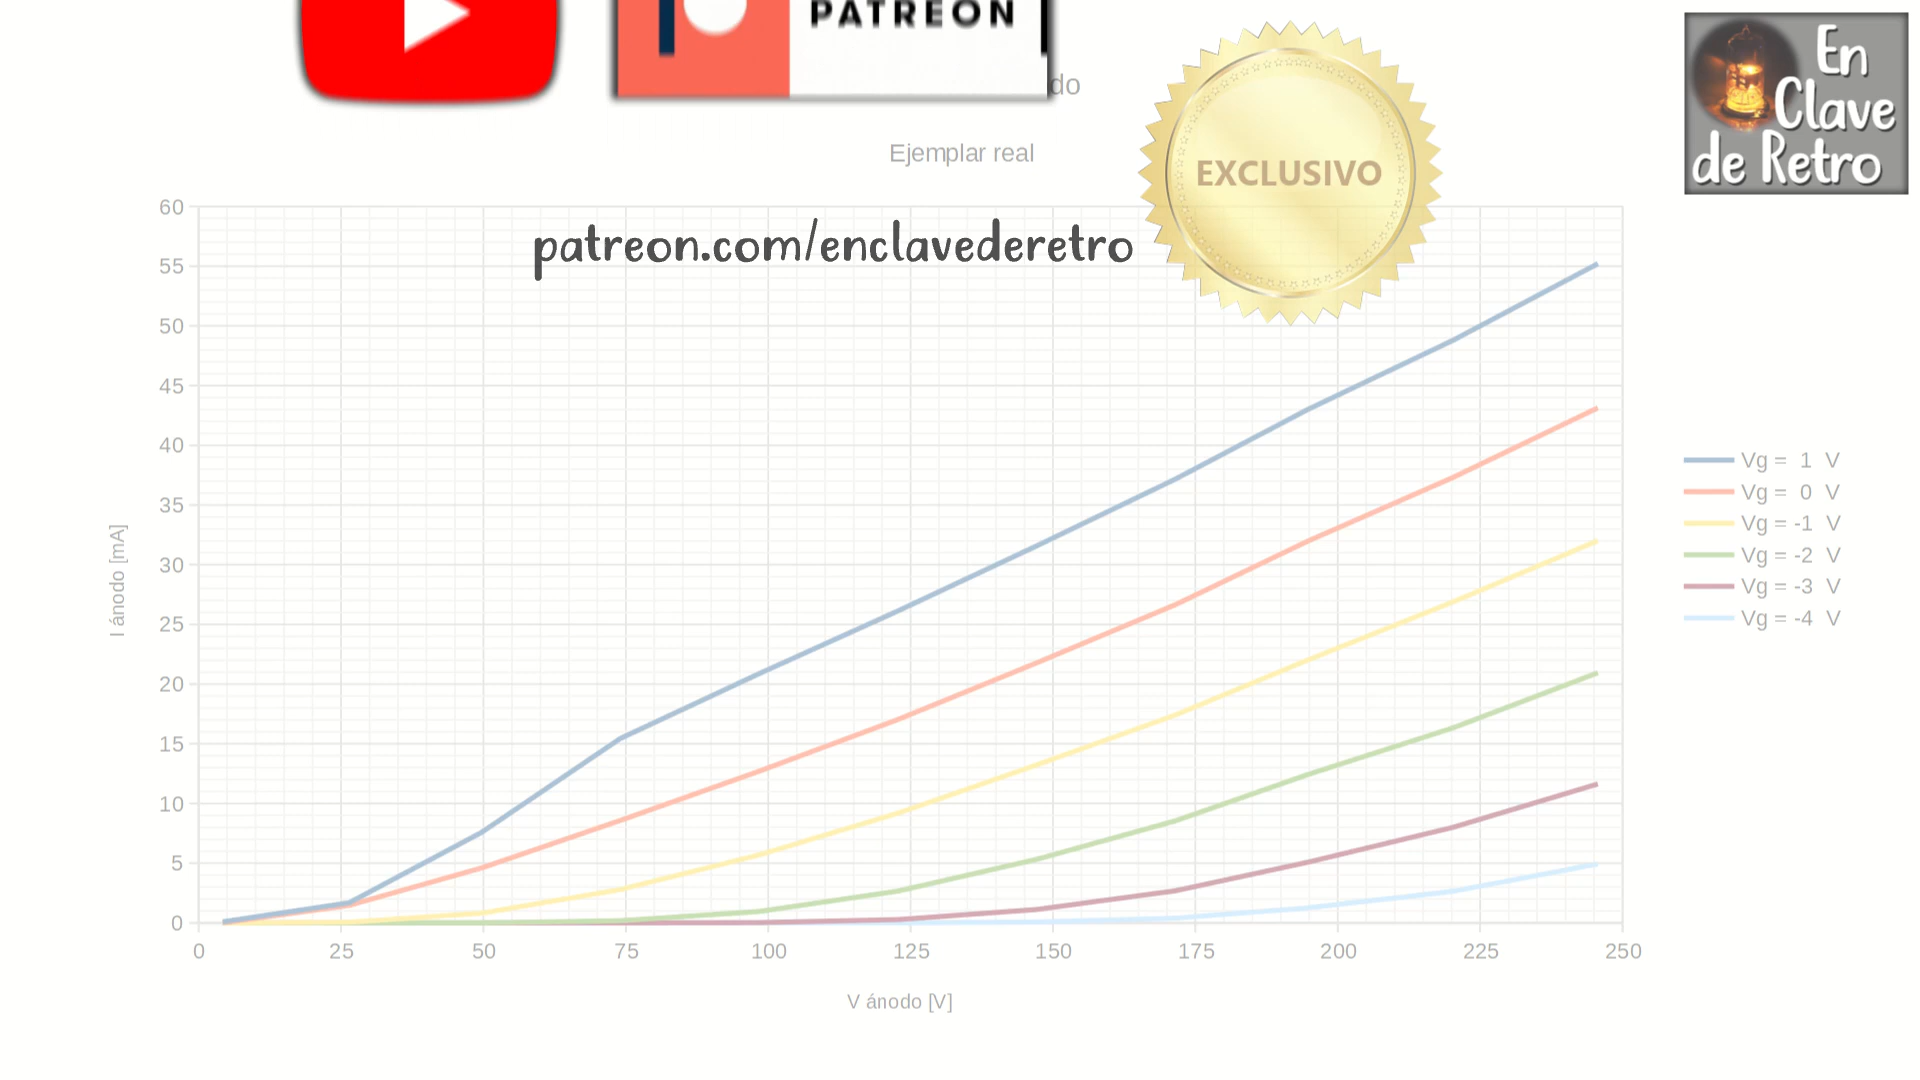 PATREON
do
Ejemplar real
EXCLUSIVO
En
Clave
de Retro
patreon.com/enclavederetro
60
55
50
45
40
35
30
25
20
15
10
5
0
I ánodo [mA]
0 25 50 75 100 125 150 175 200 225 250
V ánodo [V]
Vg = 1 V
Vg = 0 V
Vg = -1 V
Vg = -2 V
Vg = -3 V
Vg = -4 V